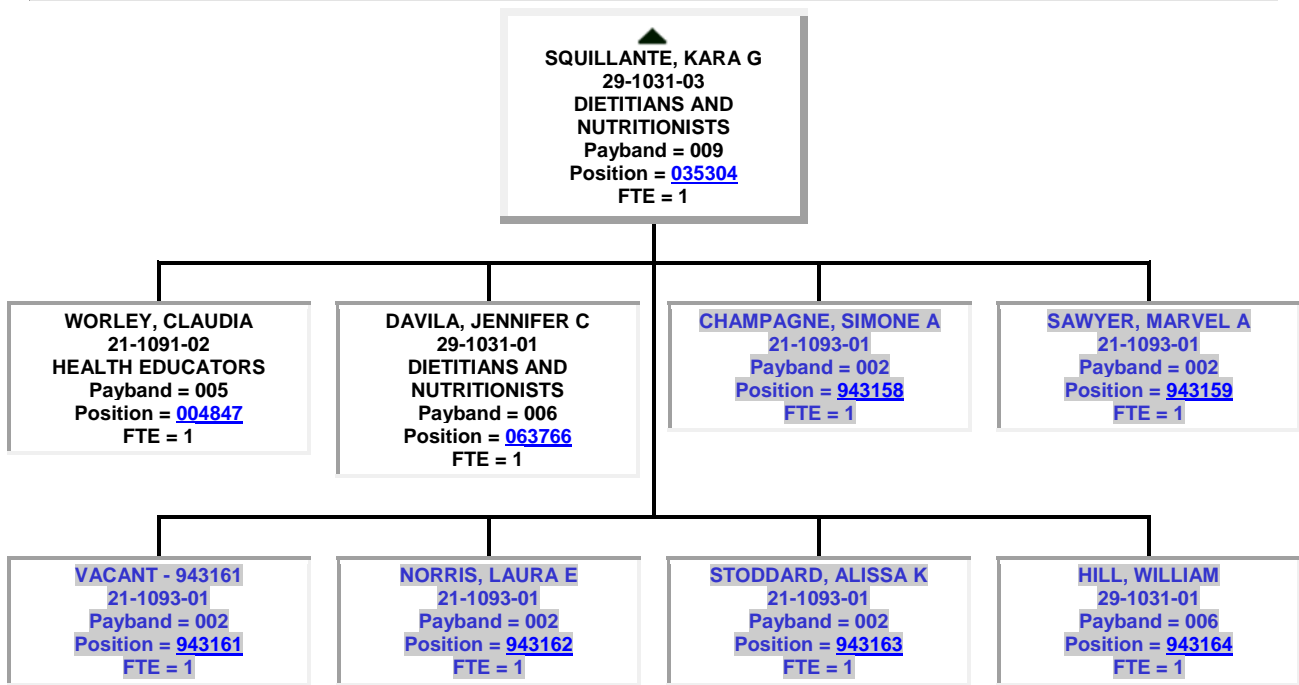 SQUILLANTE, KARA G
29-1031-03
DIETITIANS AND
NUTRITIONISTS
Payband = 009
Position = 035304
FTE = 1
WORLEY, CLAUDIA
21-1091-02
HEALTH EDUCATORS
Payband = 005
Position = 004847
FTE = 1
DAVILA, JENNIFER C
29-1031-01
DIETITIANS AND
NUTRITIONISTS
Payband = 006
Position = 063766
FTE = 1
CHAMPAGNE, SIMONE A
21-1093-01
Payband = 002
Position = 943158
FTE = 1
SAWYER, MARVEL A
21-1093-01
Payband = 002
Position = 943159
FTE = 1
VACANT - 943161
21-1093-01
Payband = 002
Position = 943161
FTE = 1
NORRIS, LAURA E
21-1093-01
Payband = 002
Position = 943162
FTE = 1
STODDARD, ALISSA K
21-1093-01
Payband = 002
Position = 943163
FTE = 1
HILL, WILLIAM
29-1031-01
Payband = 006
Position = 943164
FTE = 1